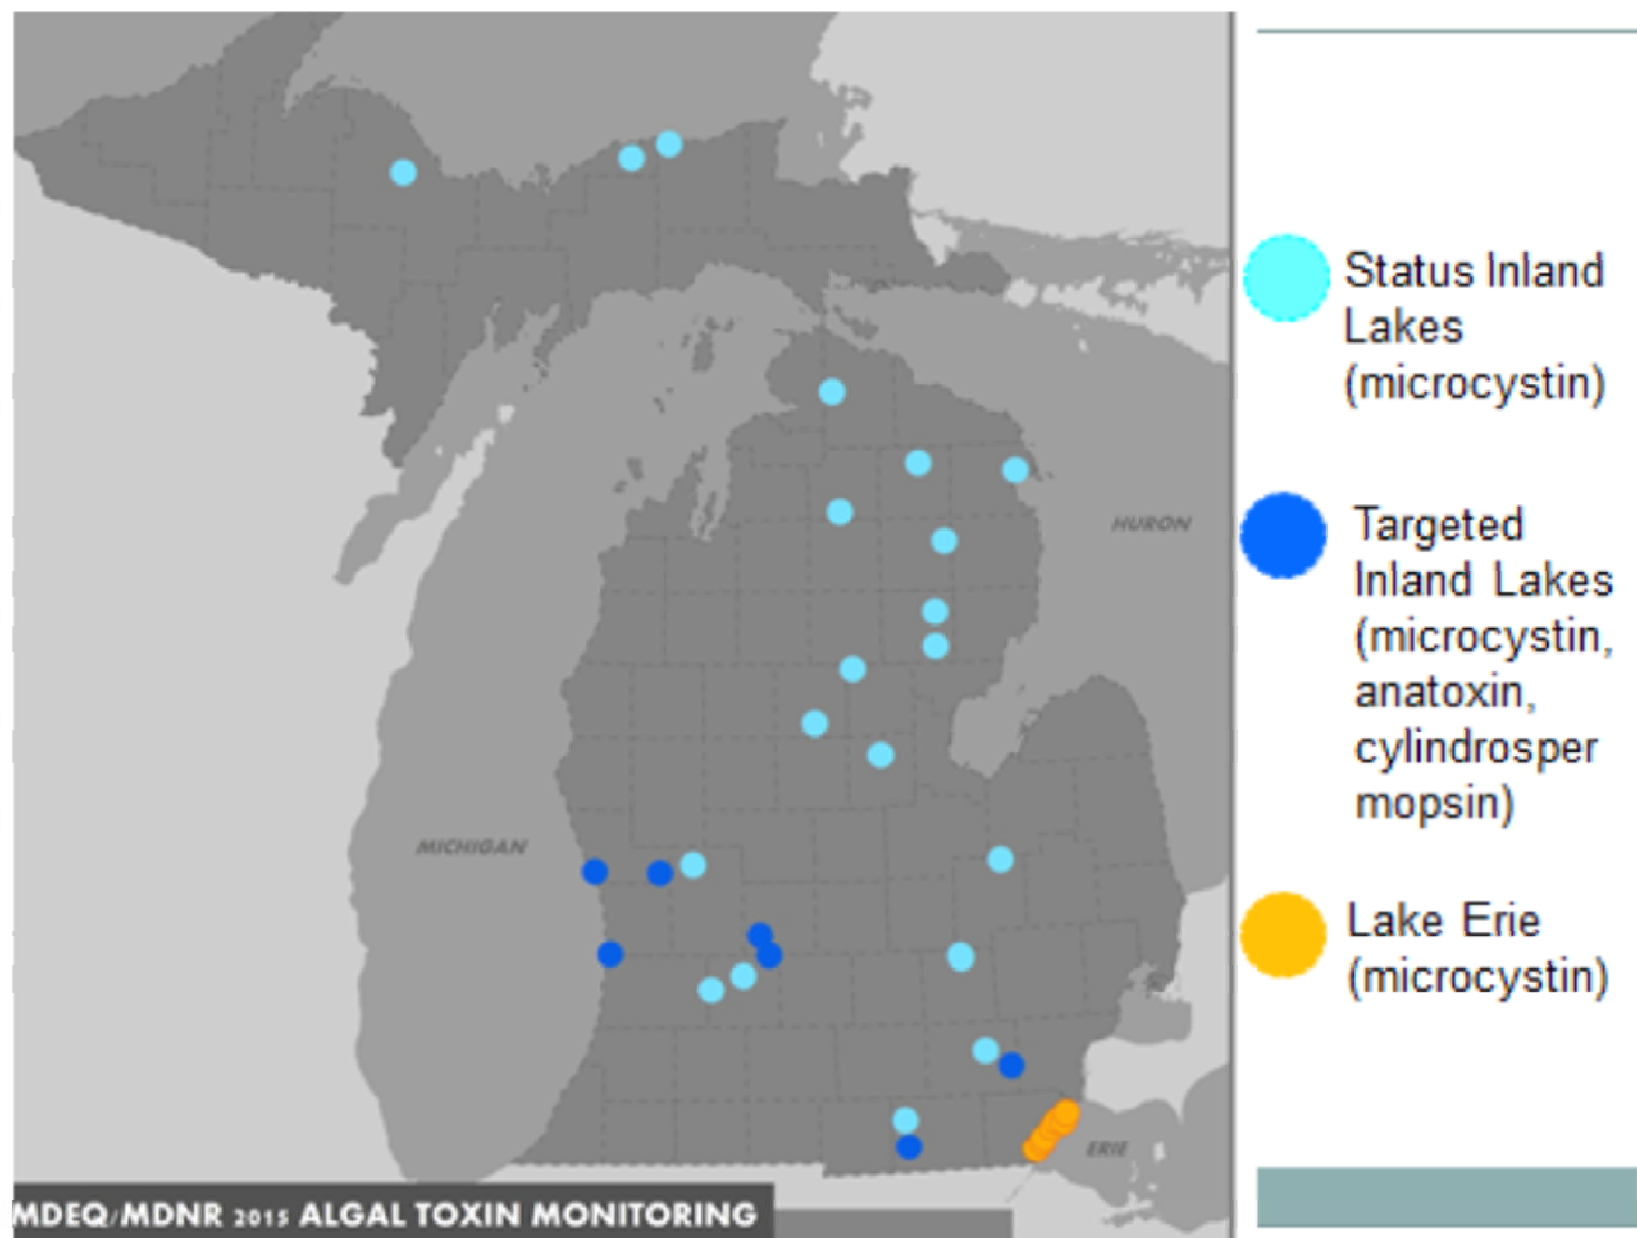 Status Inland
Lakes
(microcystin)
HURON
Targeted
Inland Lakes
(microcystin,
anatoxin,
cylindrosper
mopsin)
MICHIGAN
Lake Erie
(microcystin)
ERIE
MDEQ/MDNR 2015 ALGAL TOXIN MONITORING